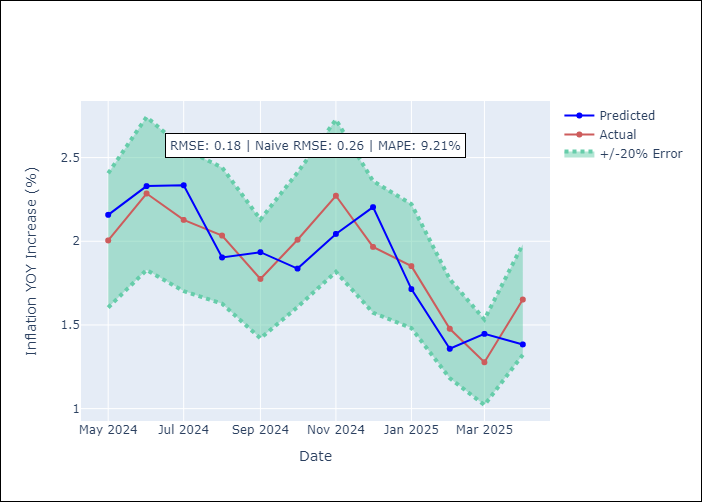 RMSE: 0.18 | Naive RMSE: 0.26 | MAPE: 9.21%
Predicted
Actual
+/-20% Error
Inflation YOY Increase (%)
2.5
2
1.5
1
May 2024
Jul 2024
Sep 2024
Nov 2024
Jan 2025
Mar 2025
Date